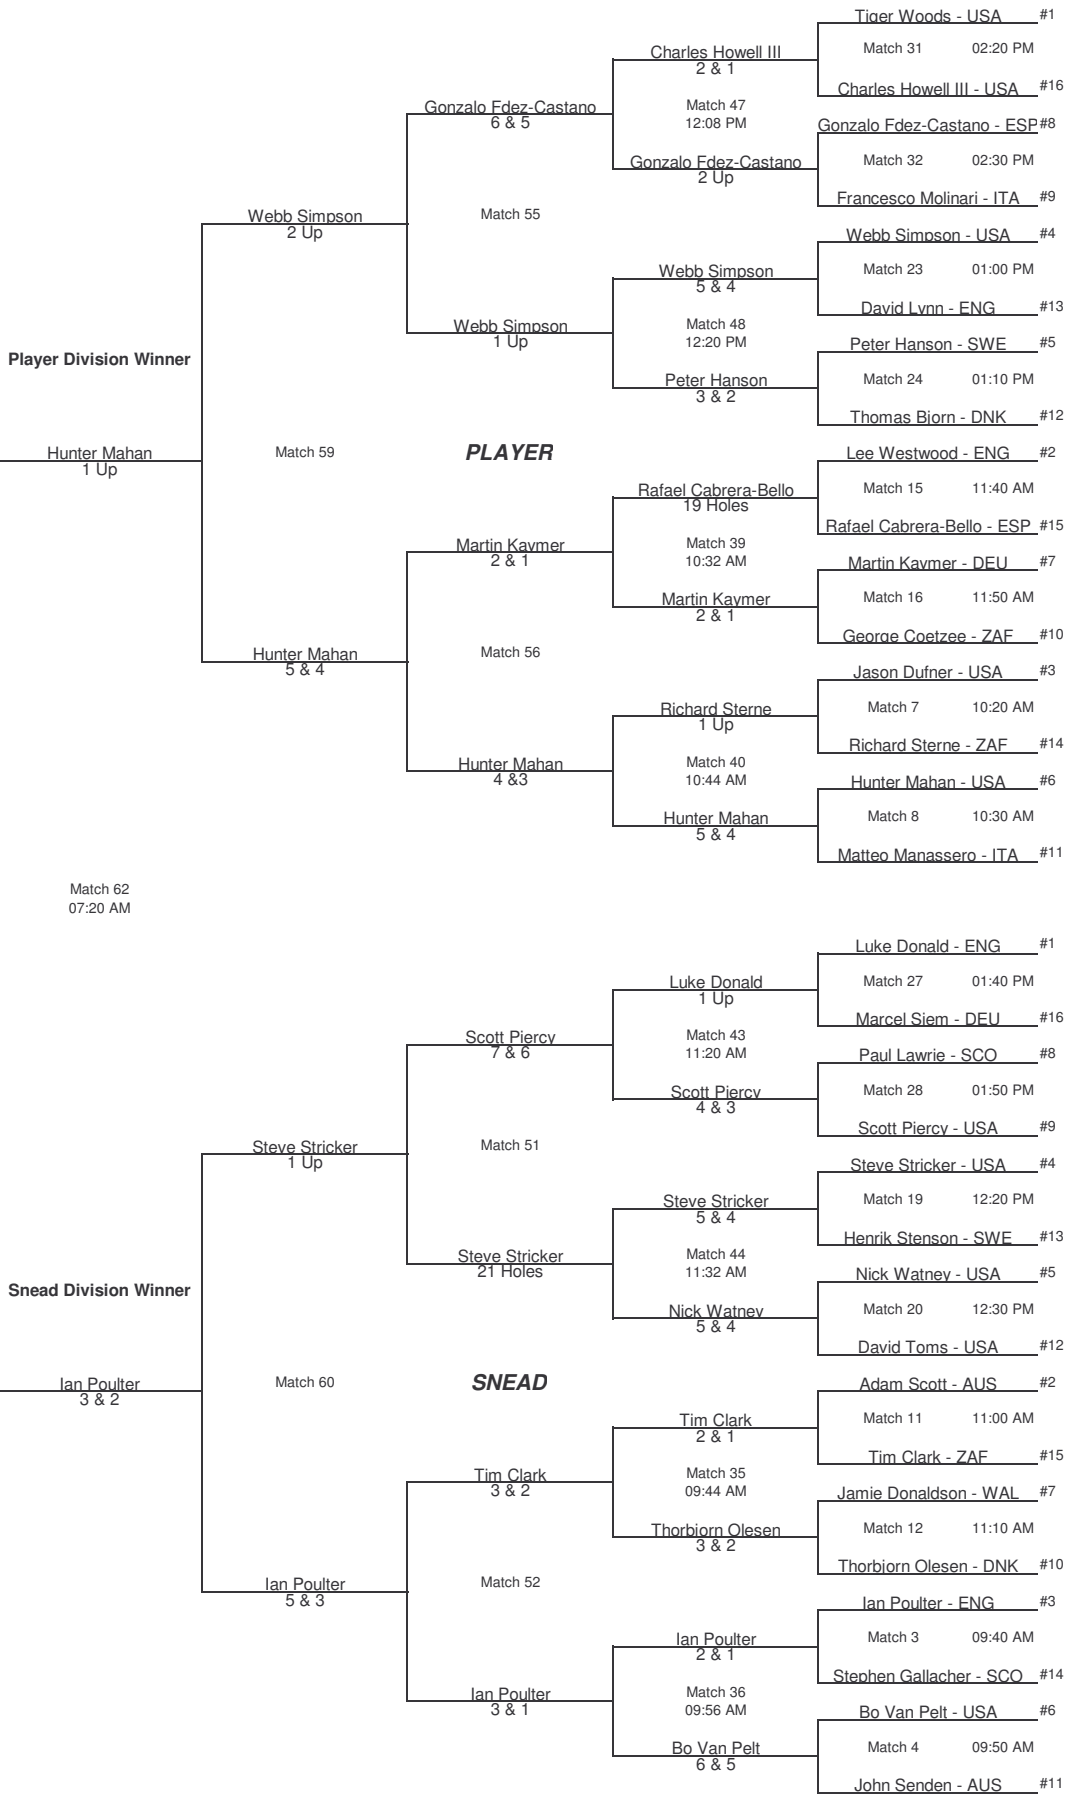 Tiger Woods - USA #1
Charles Howell III
2 & 1
Match 31 02:20 PM
Charles Howell III - USA #16
Gonzalo Fdez-Castano
6 & 5
Match 47
12:08 PM
Gonzalo Fdez-Castano - ESP #8
Gonzalo Fdez-Castano
2 Up
Match 32 02:30 PM
Francesco Molinari - ITA #9
Webb Simpson
2 Up
Match 55
Webb Simpson - USA #4
Webb Simpson
5 & 4
Match 23 01:00 PM
David Lynn - ENG #13
Webb Simpson
1 Up
Match 48
12:20 PM
Peter Hanson - SWE #5
Player Division Winner
Peter Hanson
3 & 2
Match 24 01:10 PM
Thomas Bjorn - DNK #12
Hunter Mahan
1 Up
Match 59
PLAYER
Lee Westwood - ENG #2
Rafael Cabrera-Bello
19 Holes
Match 15 11:40 AM
Rafael Cabrera-Bello - ESP #15
Martin Kaymer
2 & 1
Match 39
10:32 AM
Martin Kaymer - DEU #7
Martin Kaymer
2 & 1
Match 16 11:50 AM
George Coetzee - ZAF #10
Hunter Mahan
5 & 4
Match 56
Jason Dufner - USA #3
Richard Sterne
1 Up
Match 7 10:20 AM
Richard Sterne - ZAF #14
Hunter Mahan
4 &3
Match 40
10:44 AM
Hunter Mahan - USA #6
Hunter Mahan
5 & 4
Match 8 10:30 AM
Matteo Manassero - ITA #11
Match 62
07:20 AM
Luke Donald - ENG #1
Luke Donald
1 Up
Match 27 01:40 PM
Marcel Siem - DEU #16
Scott Piercy
7 & 6
Match 43
11:20 AM
Paul Lawrie - SCO #8
Scott Piercy
4 & 3
Match 28 01:50 PM
Scott Piercy - USA #9
Steve Stricker
1 Up
Match 51
Steve Stricker - USA #4
Steve Stricker
5 & 4
Match 19 12:20 PM
Henrik Stenson - SWE #13
Steve Stricker
21 Holes
Match 44
11:32 AM
Nick Watney - USA #5
Snead Division Winner
Nick Watney
5 & 4
Match 20 12:30 PM
David Toms - USA #12
Ian Poulter
3 & 2
Match 60
SNEAD
Adam Scott - AUS #2
Tim Clark
2 & 1
Match 11 11:00 AM
Tim Clark - ZAF #15
Tim Clark
3 & 2
Match 35
09:44 AM
Jamie Donaldson - WAL #7
Thorbjorn Olesen
3 & 2
Match 12 11:10 AM
Thorbjorn Olesen - DNK #10
Ian Poulter
5 & 3
Match 52
Ian Poulter - ENG #3
Ian Poulter
2 & 1
Match 3 09:40 AM
Stephen Gallacher - SCO #14
Ian Poulter
3 & 1
Match 36
09:56 AM
Bo Van Pelt - USA #6
Bo Van Pelt
6 & 5
Match 4 09:50 AM
John Senden - AUS #11